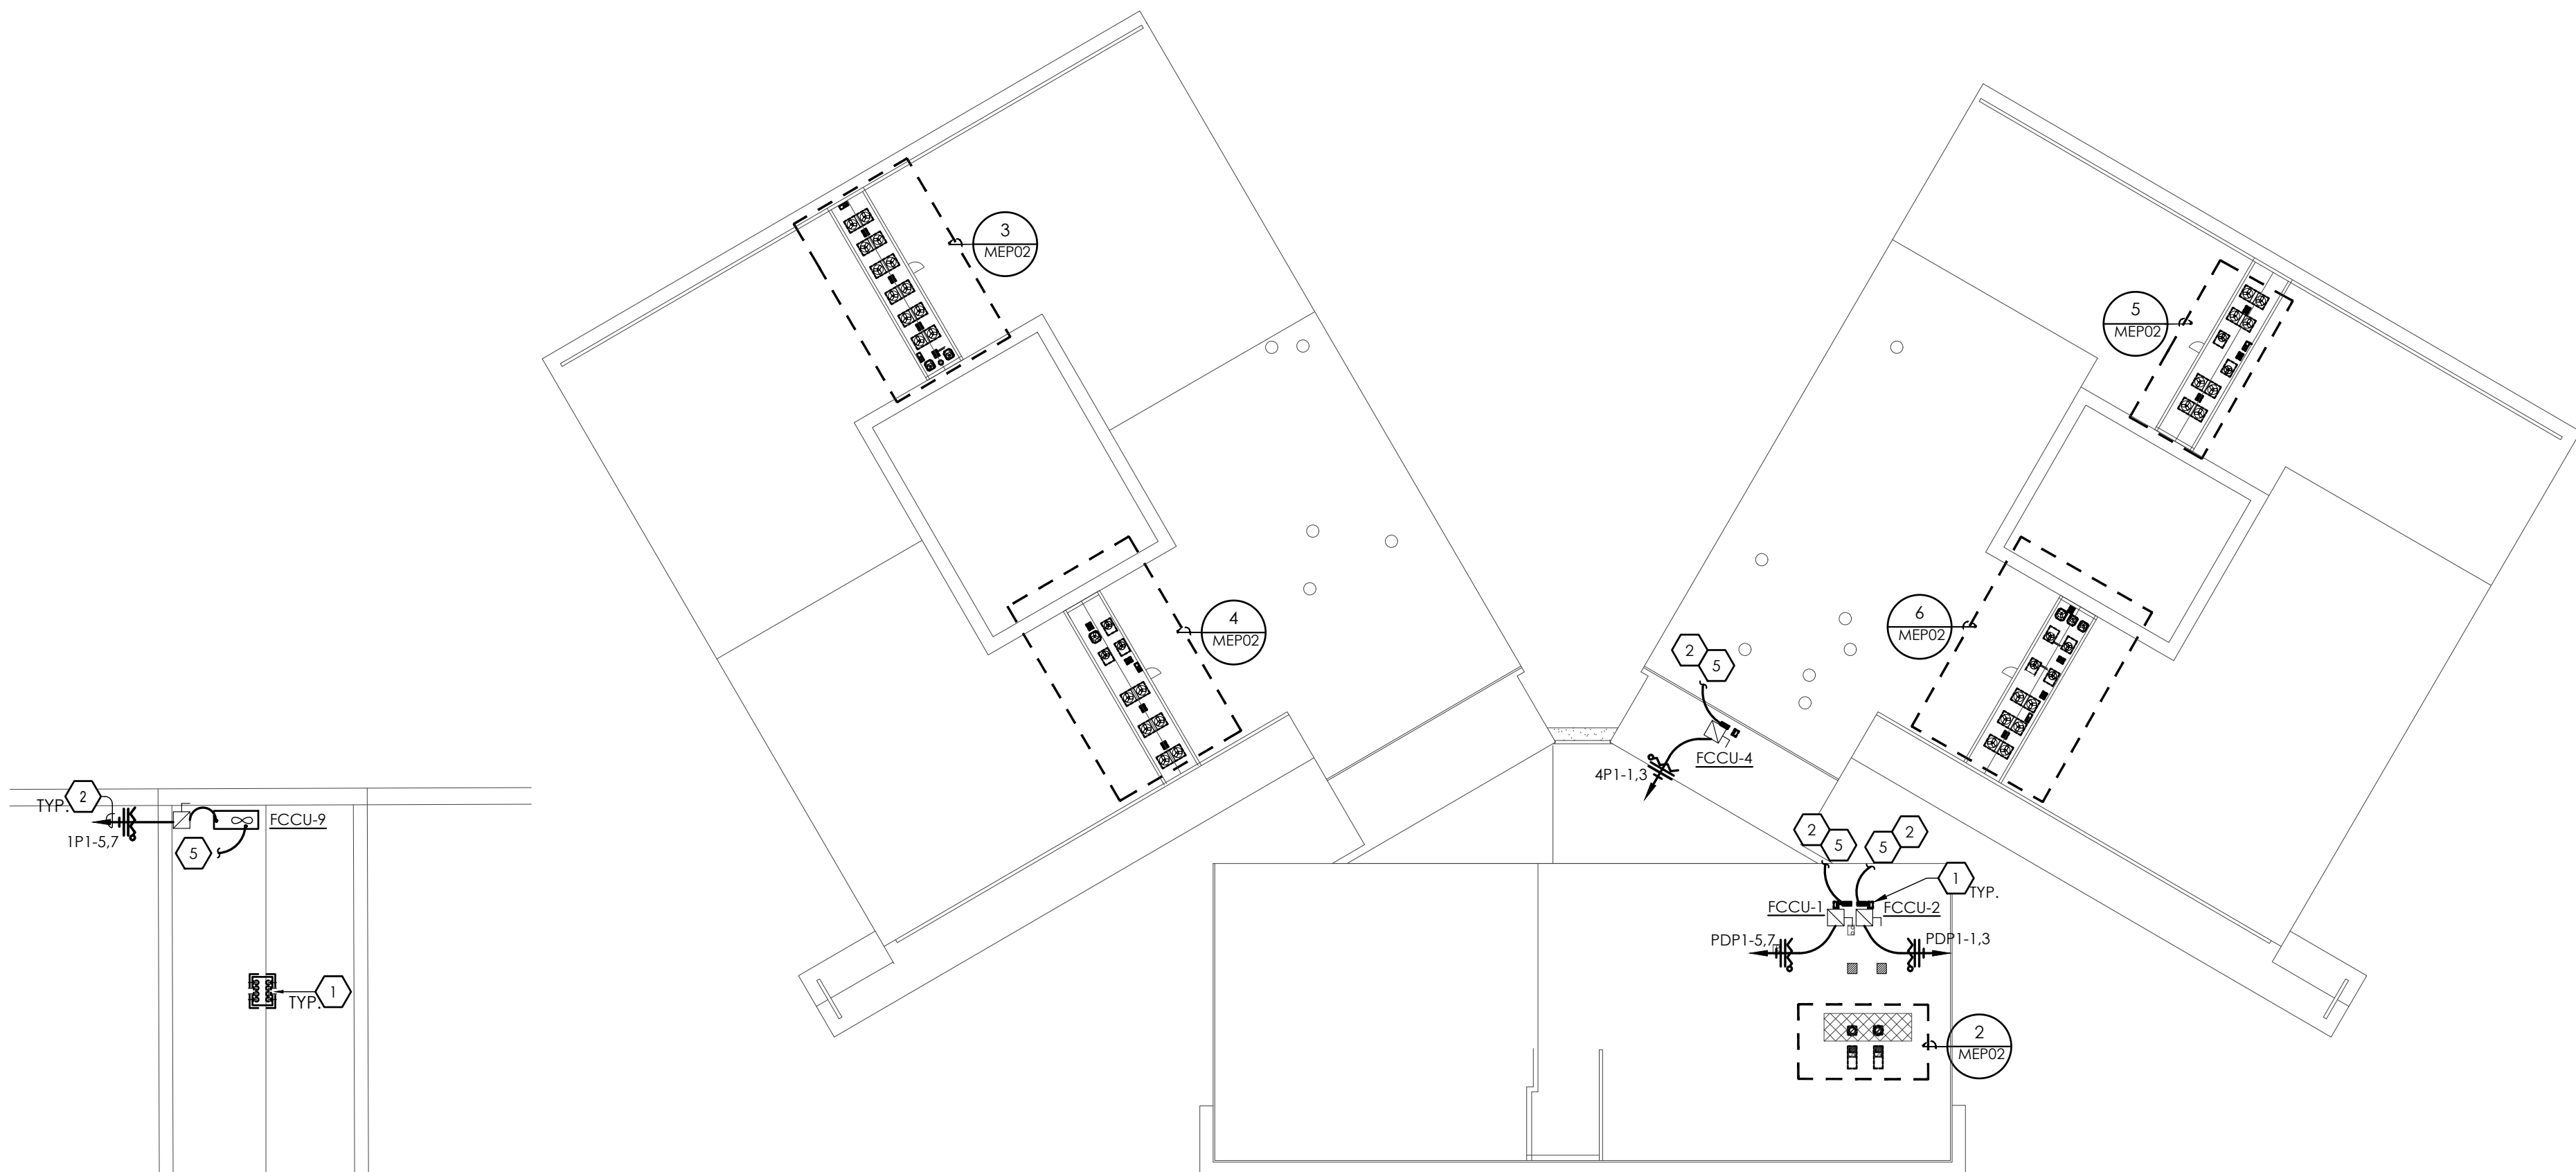 3
MEP02
5
MEP02
4
MEP02
6
MEP02
2
5
FCCU-4
4P1-1,3
2
TYP.
1P1-5,7
5
FCCU-9
1
TYP.
2
5
5
2
1
TYP.
FCCU-1
FCCU-2
PDP1-5,7
PDP1-1,3
2
MEP02